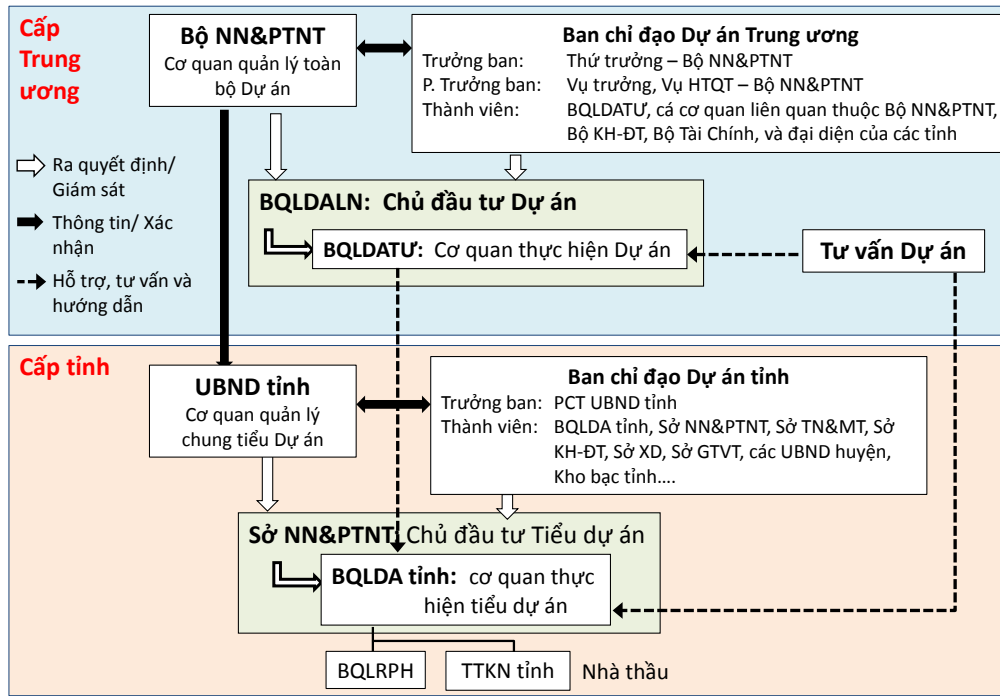 Cấp
Trung
ương
Bộ NN&PTNT
Cơ quan quản lý toàn
bộ Dự án
Ban chỉ đạo Dự án Trung ương
Trưởng ban: Thứ trưởng – Bộ NN&PTNT
P. Trưởng ban: Vụ trưởng, Vụ HTQT – Bộ NN&PTNT
Thành viên: BQLDATƯ, cá cơ quan liên quan thuộc Bộ NN&PTNT,
Bộ KH-ĐT, Bộ Tài Chính, và đại diện của các tỉnh
Ra quyết định/
Giám sát
Thông tin/ Xác
nhận
Hỗ trợ, tư vấn và
hướng dẫn
BQLDALN: Chủ đầu tư Dự án
BQLDATƯ: Cơ quan thực hiện Dự án
Tư vấn Dự án
Cấp tỉnh
UBND tỉnh
Cơ quan quản lý
chung tiểu Dự án
Ban chỉ đạo Dự án tỉnh
Trưởng ban: PCT UBND tỉnh
Thành viên: BQLDA tỉnh, Sở NN&PTNT, Sở TN&MT, Sở
KH-ĐT, Sở XD, Sở GTVT, các UBND huyện,
Kho bạc tỉnh....
Sở NN&PTNT: Chủ đầu tư Tiểu dự án
BQLDA tỉnh: cơ quan thực
hiện tiểu dự án
BQLRPH
TTKN tỉnh
Nhà thầu